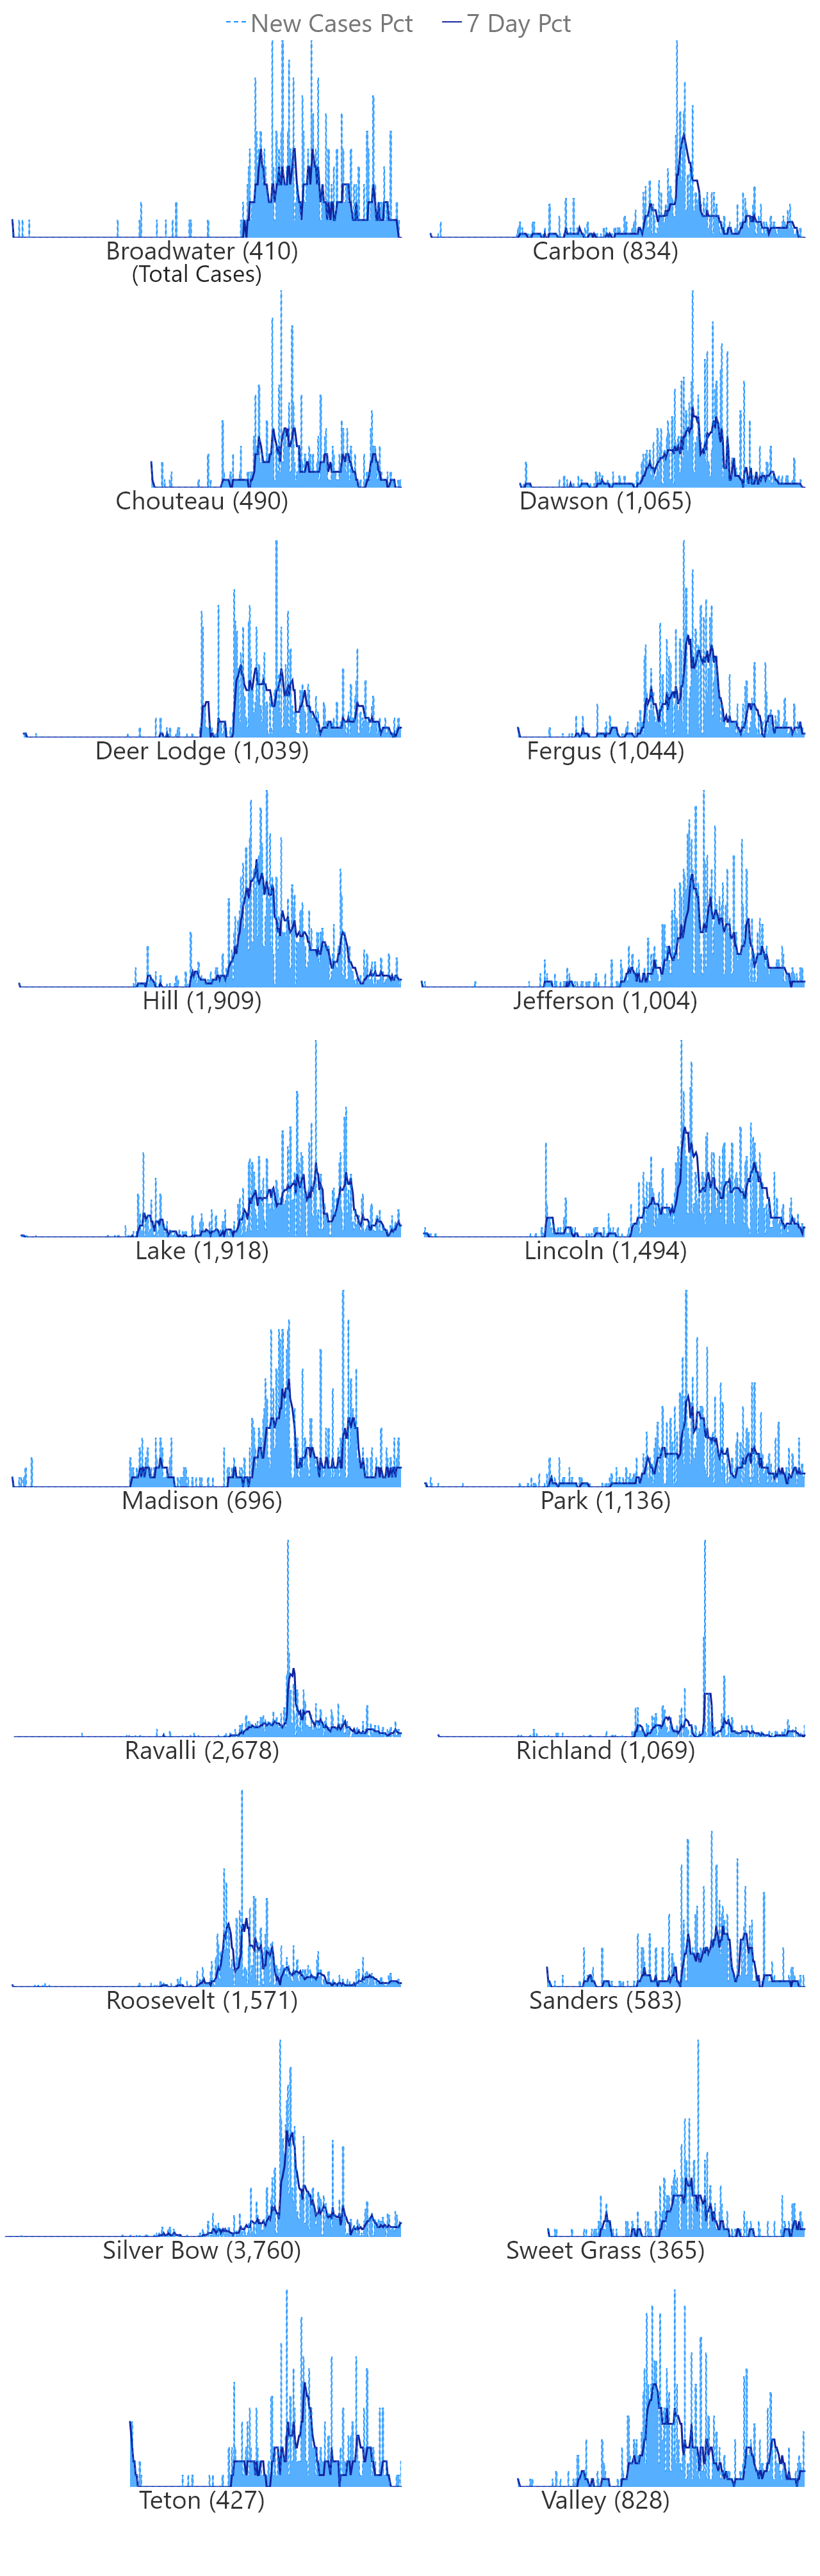 New Cases Pct 7 Day Pct
Broadwater (410) Carbon (834)
(Total Cases)
Chouteau (490) Dawson (1,065)
Deer Lodge (1,039) Fergus (1,044)
Hill (1,909) Jefferson (1,004)
Lake (1,918) Lincoln (1,494)
Madison (696) Park (1,136)
Ravalli (2,678) Richland (1,069)
Roosevelt (1,571) Sanders (583)
Silver Bow (3,760) Sweet Grass (365)
Teton (427) Valley (828)